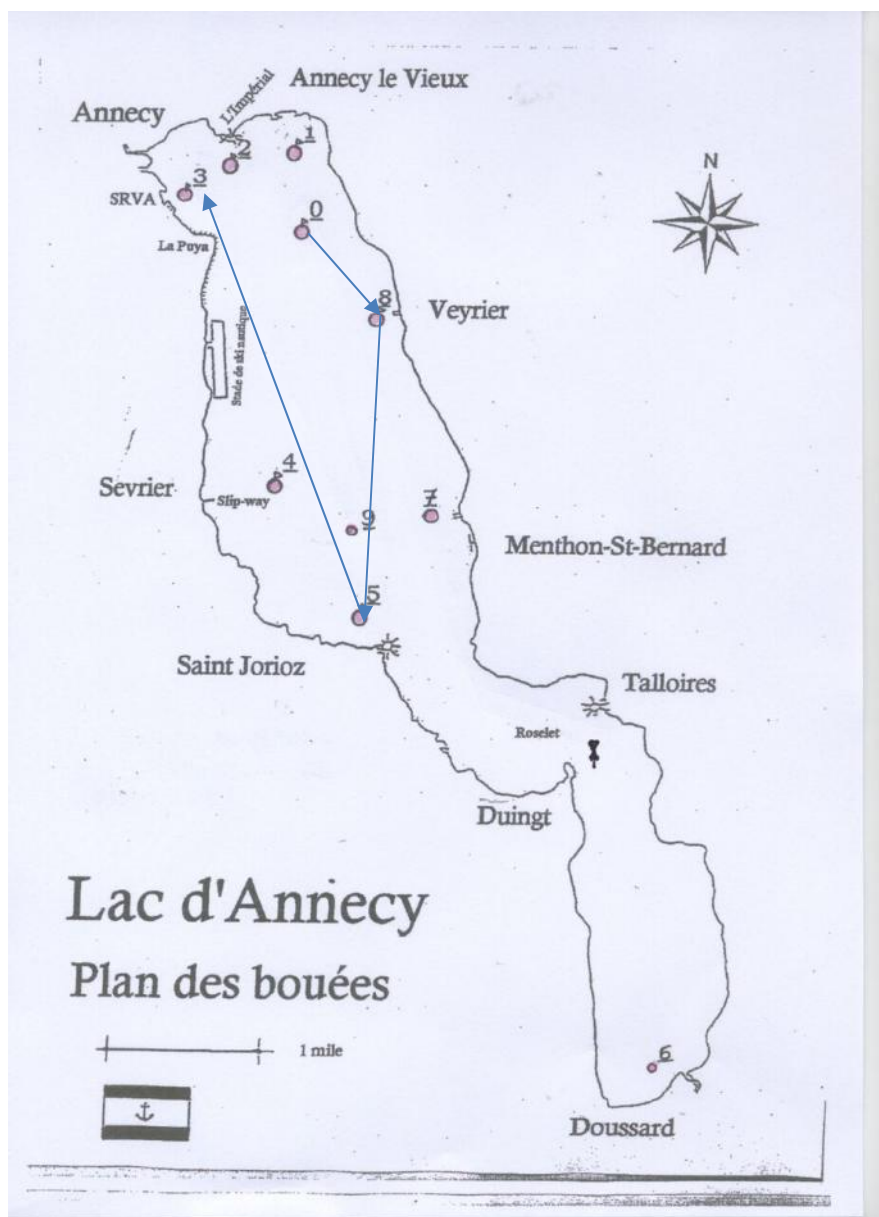 Annecy le Vieux
L'Impérial
Annecy
1
2
3
SRVA
0
N
La Puya
8
Veyrier
Stade de ski nautique
4
Sevrier
Slip-way
7
9
Menthon-St-Bernard
5
Saint Jorioz
Talloires
Roselet
Duingt
Lac d'Annecy
Plan des bouées
1 mile
6
Doussard